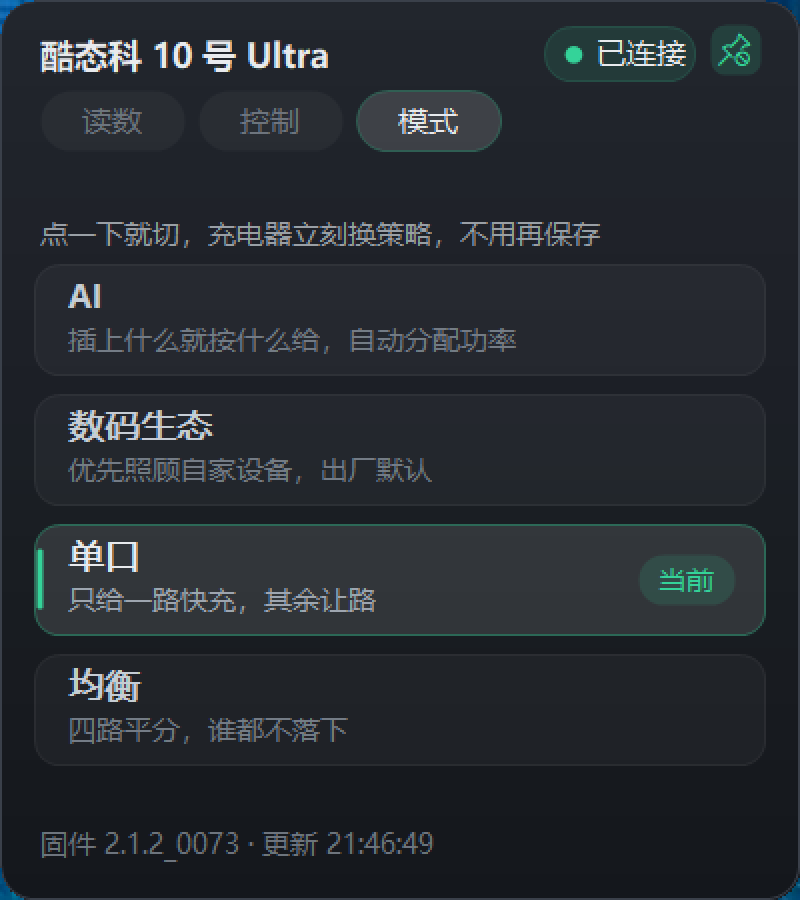 酷态科 10 号 Ultra
已连接
读数
控制
模式
点一下就切，充电器立刻换策略，不用再保存
AI
插上什么就按什么给，自动分配功率
数码生态
优先照顾自家设备，出厂默认
单口
只给一路快充，其余让路
当前
均衡
四路平分，谁都不落下
固件 2.1.2_0073 · 更新 21:46:49